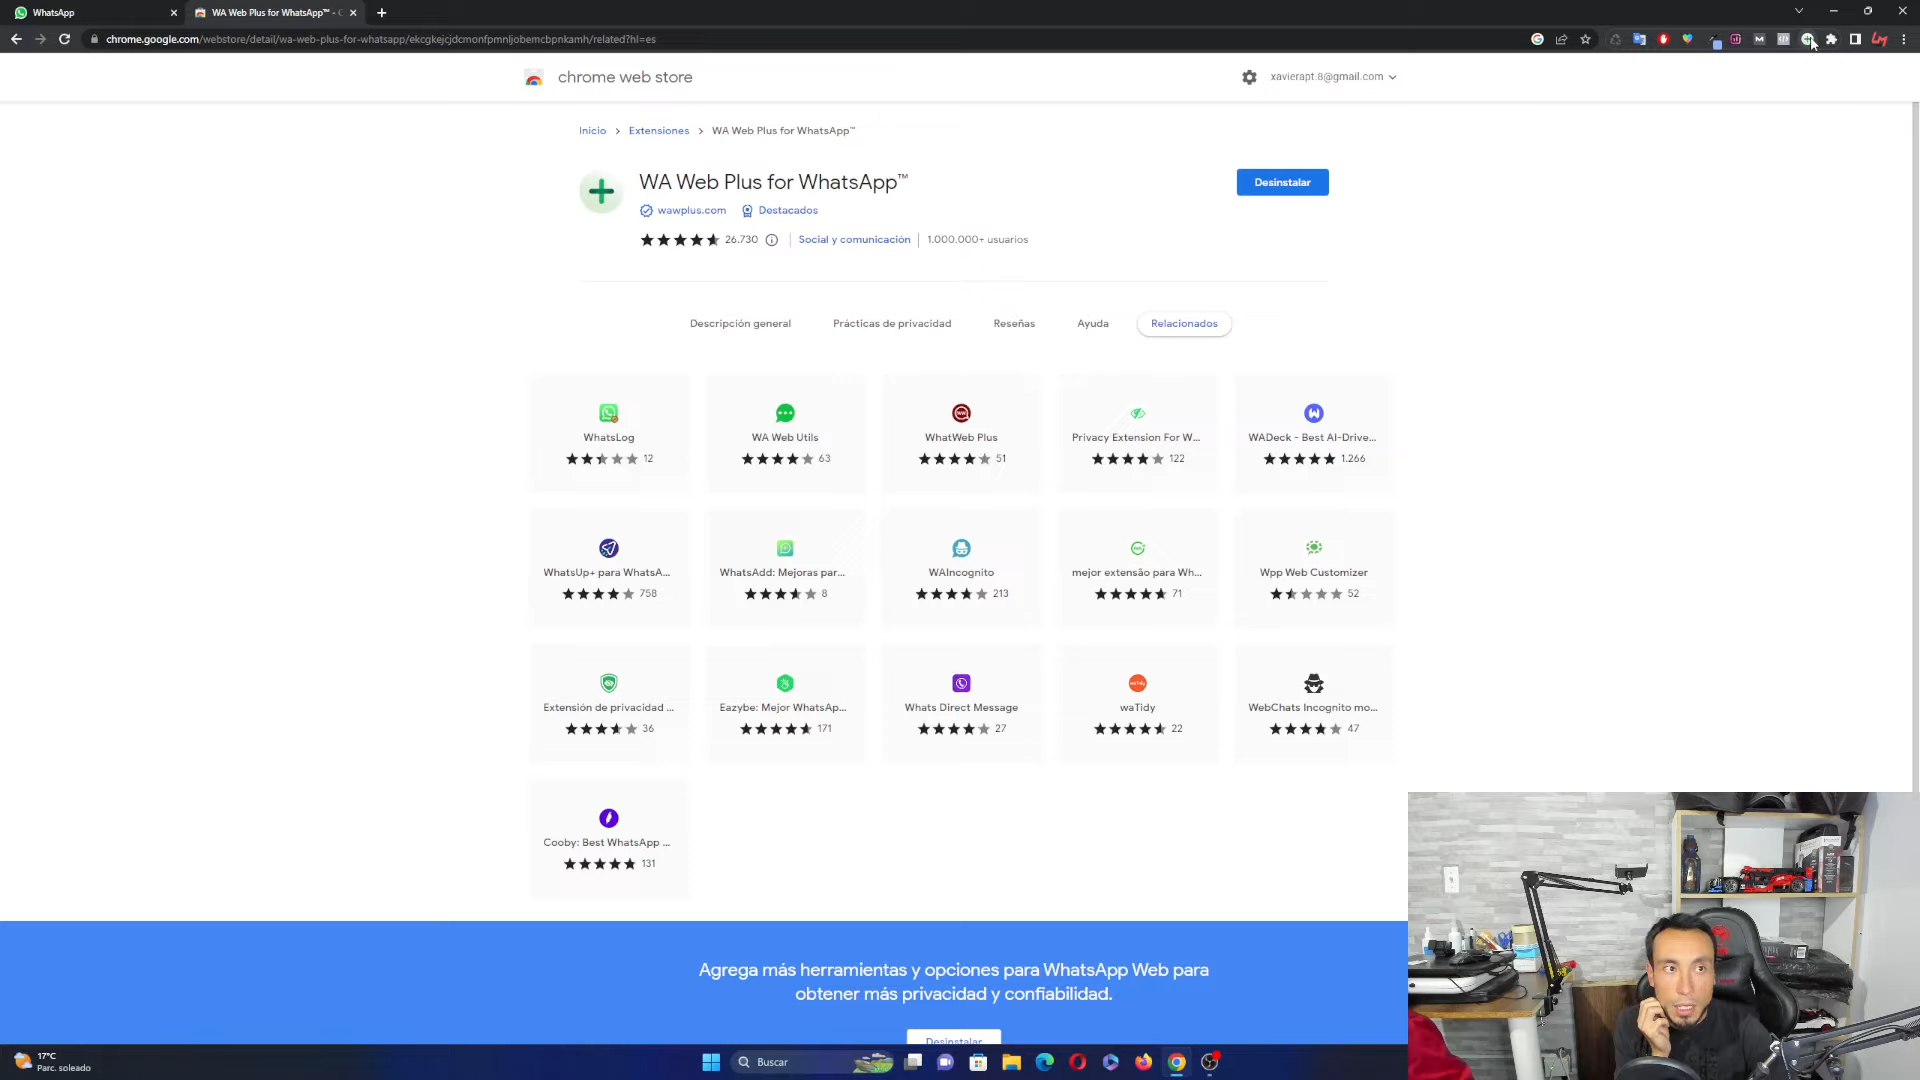 WhatsApp
WA Web Plus for WhatsApp™ - C
chrome.google.com/webstore/detail/wa-web-plus-for-whatsapp/ekcgkejcjdcmonfpmnljobemcbpnkamh/related?hl=es
chrome web store
xavierapt.8@gmail.com
Inicio > Extensiones > WA Web Plus for WhatsApp™
WA Web Plus for WhatsApp™
Desinstalar
wawplus.com Destacados
26.730 Social y comunicación 1.000.000+ usuarios
Descripción general Prácticas de privacidad Reseñas Ayuda Relacionados
WhatsLog WA Web Utils WhatWeb Plus Privacy Extension For W... WADeck - Best AI-Drive...
12 63 51 122 1.266
WhatsUp+ para WhatsA... WhatsAdd: Mejoras par... WAIncognito mejor extensão para Wh... Wpp Web Customizer
758 8 213 71 52
Extensión de privacidad ... Eazybe: Mejor WhatsAp... Whats Direct Message waTidy WebChats Incognito mo...
36 171 27 22 47
Cooby: Best WhatsApp ...
131
Agrega más herramientas y opciones para WhatsApp Web para
obtener más privacidad y confiabilidad.
Desinstalar
17°C
Parc. soleado
Buscar